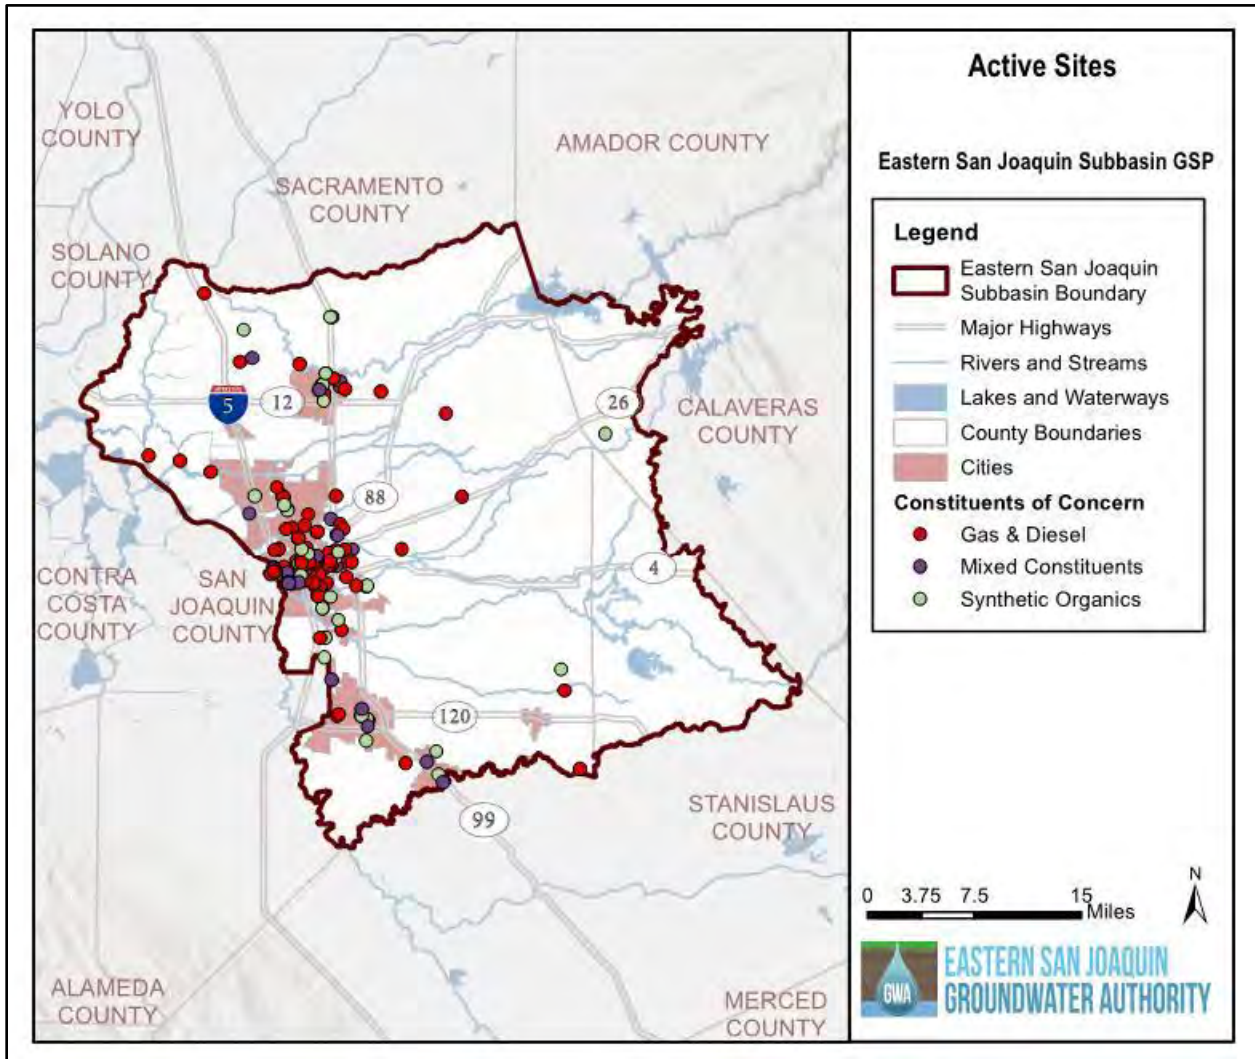 Active Sites
Eastern San Joaquin Subbasin GSP
Legend
Eastern San Joaquin
Subbasin Boundary
Major Highways
Rivers and Streams
Lakes and Waterways
County Boundaries
Cities
Constituents of Concern
Gas & Diesel
Mixed Constituents
Synthetic Organics
YOLO
COUNTY
AMADOR COUNTY
SACRAMENTO
COUNTY
SOLANO
COUNTY
5
12
26
CALAVERAS
COUNTY
88
4
CONTRA
COSTA
COUNTY
SAN
JOAQUIN
COUNTY
120
99
STANISLAUS
COUNTY
ALAMEDA
COUNTY
MERCED
COUNTY
N
0 3.75 7.5 15
Miles
GWA
EASTERN SAN JOAQUIN
GROUNDWATER AUTHORITY